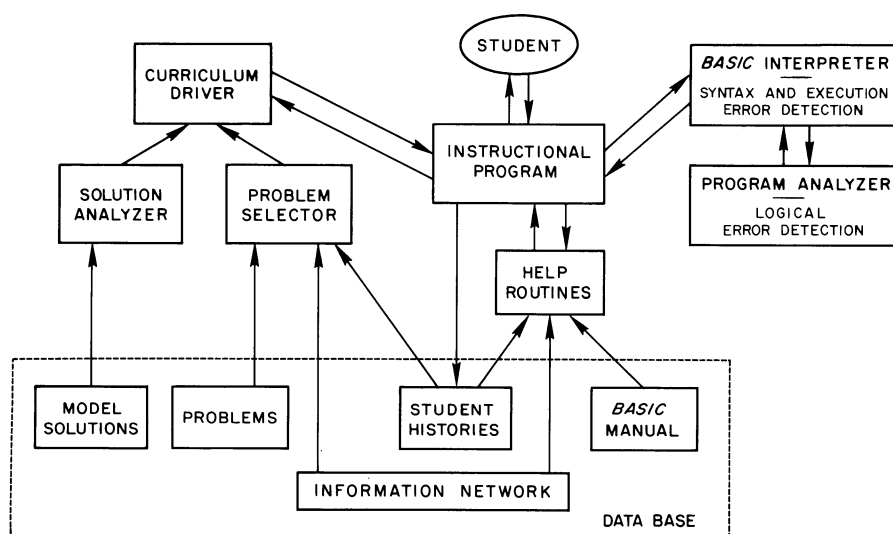 STUDENT
CURRICULUM
DRIVER
BASIC INTERPRETER
SYNTAX AND EXECUTION
ERROR DETECTION
INSTRUCTIONAL
PROGRAM
SOLUTION
ANALYZER
PROBLEM
SELECTOR
PROGRAM ANALYZER
LOGICAL
ERROR DETECTION
HELP
ROUTINES
MODEL
SOLUTIONS
PROBLEMS
STUDENT
HISTORIES
BASIC
MANUAL
INFORMATION NETWORK
DATA BASE